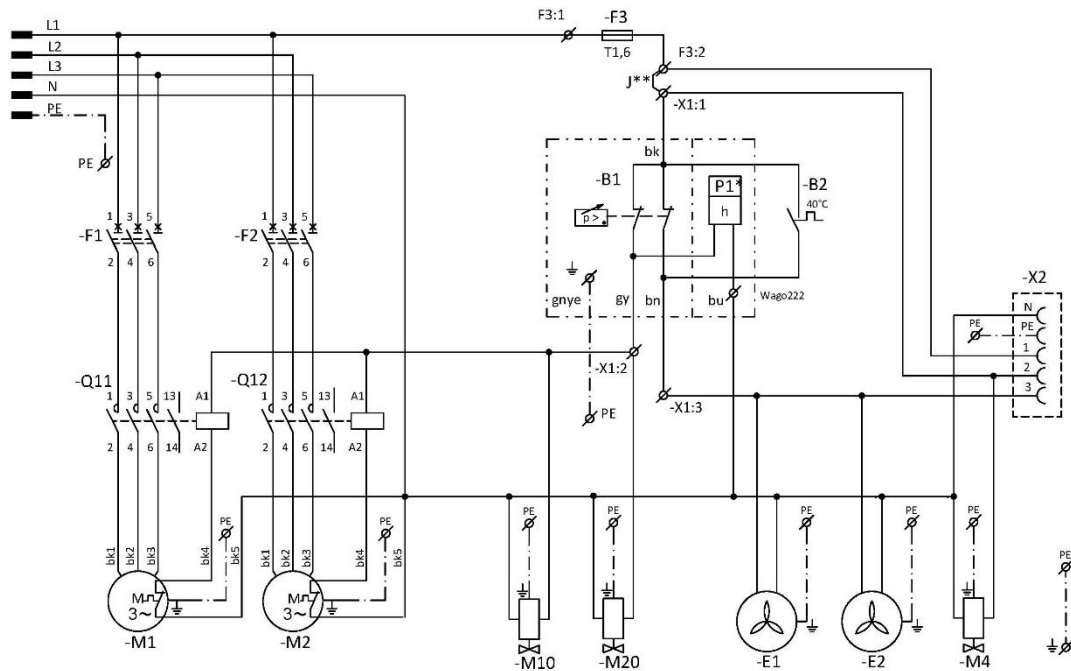 L1
L2
L3
N
PE
PE
F3:1
-F3
T1,6
F3:2
J**
-X1:1
bk
-B1
p >
P1*
h
-B2
40°C
gnye
gy
bn
bu
Wago222
-X2
N
PE
PE
1
2
3
1 3 5
-F1
2 4 6
1 3 5
-F2
2 4 6
-X1:2
-X1:3
PE
-Q11
1 3 5 13 A1
2 4 6 14 A2
-Q12
1 3 5 13 A1
2 4 6 14 A2
bk1 bk2 bk3 bk4 PE bk5
bk1 bk2 bk3 bk4 PE bk5
PE
PE
PE
PE
PE
PE
M
3~
M
3~
-M1
-M2
-M10
-M20
-E1
-E2
-M4